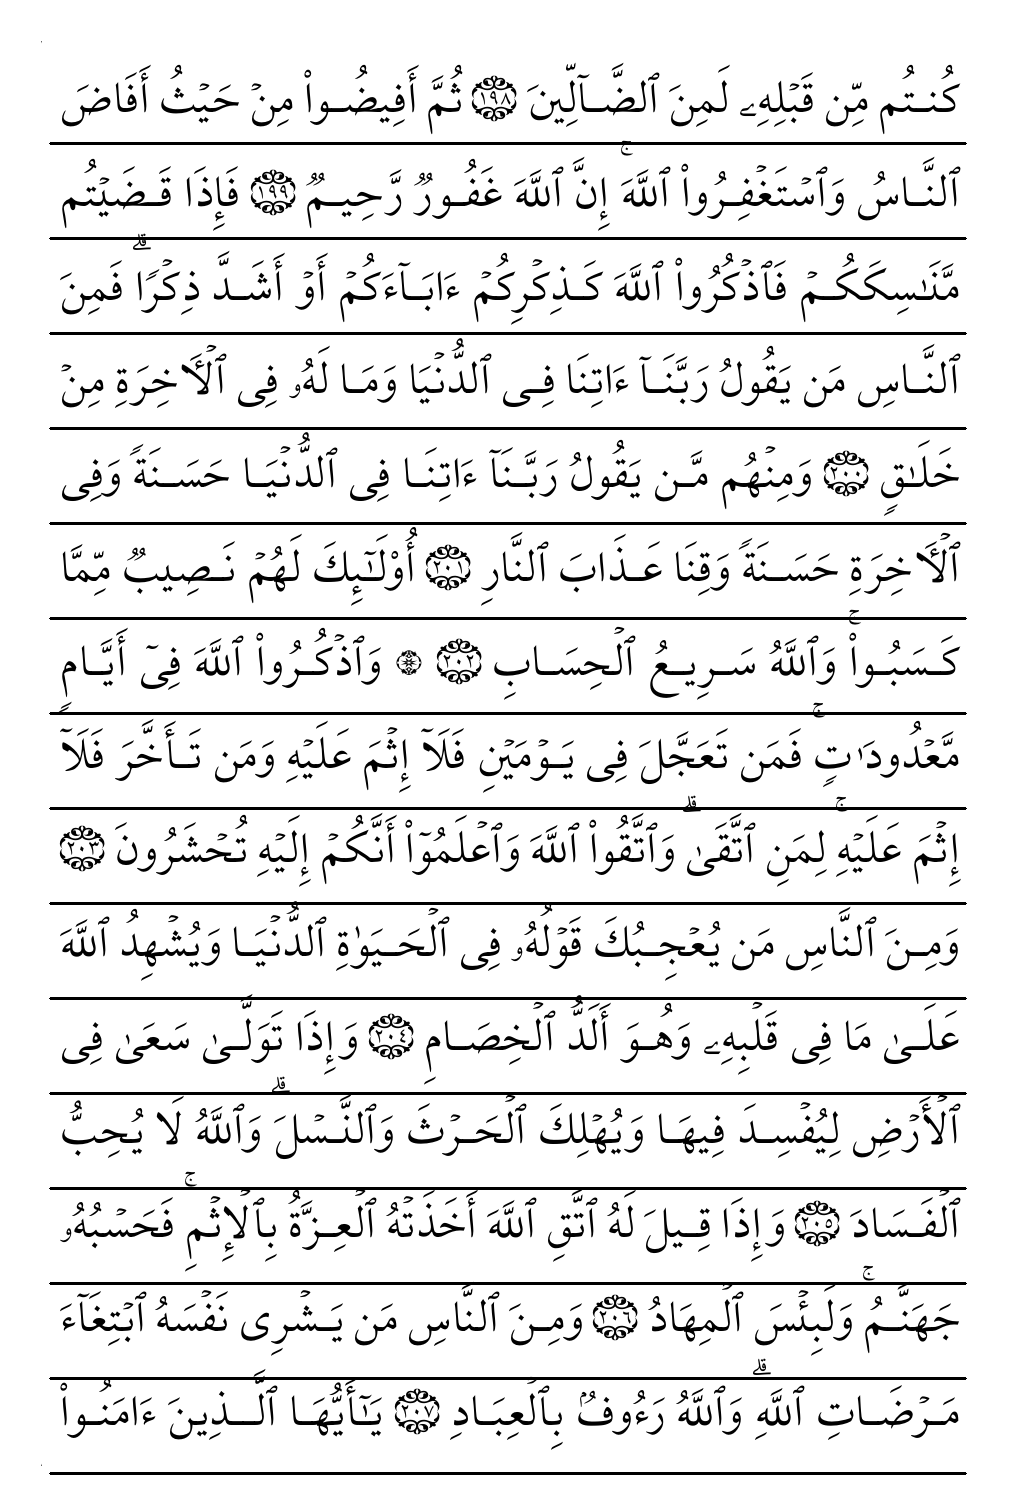 كُنتُم مِّن قَبْلِهِۦ لَمِنَ ٱلضَّآلِّينَ ١٩٨ ثُمَّ أَفِيضُوا۟ مِنْ حَيْثُ أَفَاضَ
ٱلنَّاسُ وَٱسْتَغْفِرُوا۟ ٱللَّهَ ۚ إِنَّ ٱللَّهَ غَفُورٌ رَّحِيمٌ ١٩٩ فَإِذَا قَضَيْتُم
مَّنَـٰسِكَكُمْ فَٱذْكُرُوا۟ ٱللَّهَ كَذِكْرِكُمْ ءَابَآءَكُمْ أَوْ أَشَدَّ ذِكْرًا ۗ فَمِنَ
ٱلنَّاسِ مَن يَقُولُ رَبَّنَآ ءَاتِنَا فِى ٱلدُّنْيَا وَمَا لَهُۥ فِى ٱلْـَٔاخِرَةِ مِنْ
خَلَـٰقٍ ٢٠٠ وَمِنْهُم مَّن يَقُولُ رَبَّنَآ ءَاتِنَا فِى ٱلدُّنْيَا حَسَنَةً وَفِى
ٱلْـَٔاخِرَةِ حَسَنَةً وَقِنَا عَذَابَ ٱلنَّارِ ٢٠١ أُو۟لَـٰٓئِكَ لَهُمْ نَصِيبٌ مِّمَّا
كَسَبُوا۟ ۚ وَٱللَّهُ سَرِيعُ ٱلْحِسَابِ ٢٠٢ ۞ وَٱذْكُرُوا۟ ٱللَّهَ فِىٓ أَيَّامٍ
مَّعْدُودَٰتٍ ۚ فَمَن تَعَجَّلَ فِى يَوْمَيْنِ فَلَآ إِثْمَ عَلَيْهِ وَمَن تَأَخَّرَ فَلَآ
إِثْمَ عَلَيْهِ ۚ لِمَنِ ٱتَّقَىٰ ۗ وَٱتَّقُوا۟ ٱللَّهَ وَٱعْلَمُوٓا۟ أَنَّكُمْ إِلَيْهِ تُحْشَرُونَ ٢٠٣
وَمِنَ ٱلنَّاسِ مَن يُعْجِبُكَ قَوْلُهُۥ فِى ٱلْحَيَوٰةِ ٱلدُّنْيَا وَيُشْهِدُ ٱللَّهَ
عَلَىٰ مَا فِى قَلْبِهِۦ وَهُوَ أَلَدُّ ٱلْخِصَامِ ٢٠٤ وَإِذَا تَوَلَّىٰ سَعَىٰ فِى
ٱلْأَرْضِ لِيُفْسِدَ فِيهَا وَيُهْلِكَ ٱلْحَرْثَ وَٱلنَّسْلَ ۗ وَٱللَّهُ لَا يُحِبُّ
ٱلْفَسَادَ ٢٠٥ وَإِذَا قِيلَ لَهُ ٱتَّقِ ٱللَّهَ أَخَذَتْهُ ٱلْعِزَّةُ بِٱلْإِثْمِ ۚ فَحَسْبُهُۥ
جَهَنَّمُ ۚ وَلَبِئْسَ ٱلْمِهَادُ ٢٠٦ وَمِنَ ٱلنَّاسِ مَن يَشْرِى نَفْسَهُ ٱبْتِغَآءَ
مَرْضَاتِ ٱللَّهِ ۗ وَٱللَّهُ رَءُوفٌۢ بِٱلْعِبَادِ ٢٠٧ يَـٰٓأَيُّهَا ٱلَّذِينَ ءَامَنُوا۟